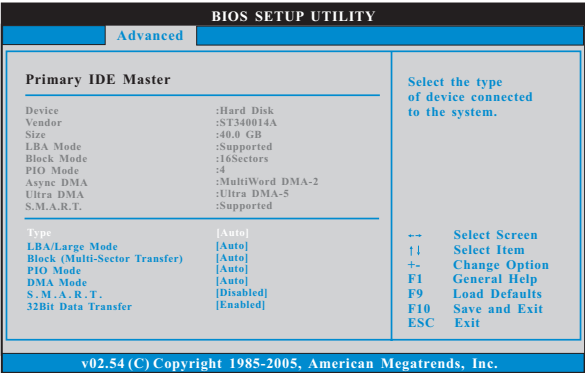 BIOS SETUP UTILITY
Advanced
Primary IDE Master
Device :Hard Disk
Vendor :ST340014A
Size :40.0 GB
LBA Mode :Supported
Block Mode :16Sectors
PIO Mode :4
Async DMA :MultiWord DMA-2
Ultra DMA :Ultra DMA-5
S.M.A.R.T. :Supported
Type [Auto]
LBA/Large Mode [Auto]
Block (Multi-Sector Transfer) [Auto]
PIO Mode [Auto]
DMA Mode [Auto]
S.M.A.R.T. [Disabled]
32Bit Data Transfer [Enabled]
Select the type
of device connected
to the system.
←→ Select Screen
↑↓ Select Item
+- Change Option
F1 General Help
F9 Load Defaults
F10 Save and Exit
ESC Exit
v02.54 (C) Copyright 1985-2005, American Megatrends, Inc.